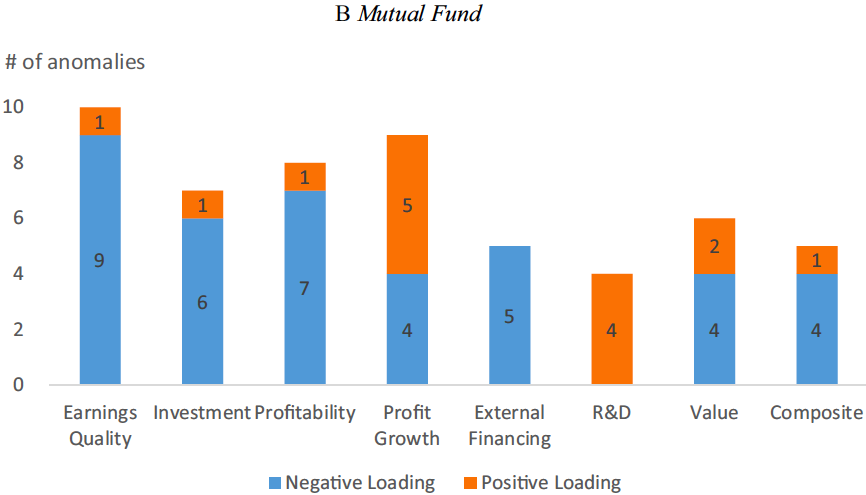 B Mutual Fund
# of anomalies
10
8
6
4
2
0
1
9
1
6
1
7
5
4
5
4
2
4
1
4
Earnings Quality
Investment
Profitability
Profit Growth
External Financing
R&D
Value
Composite
Negative Loading
Positive Loading